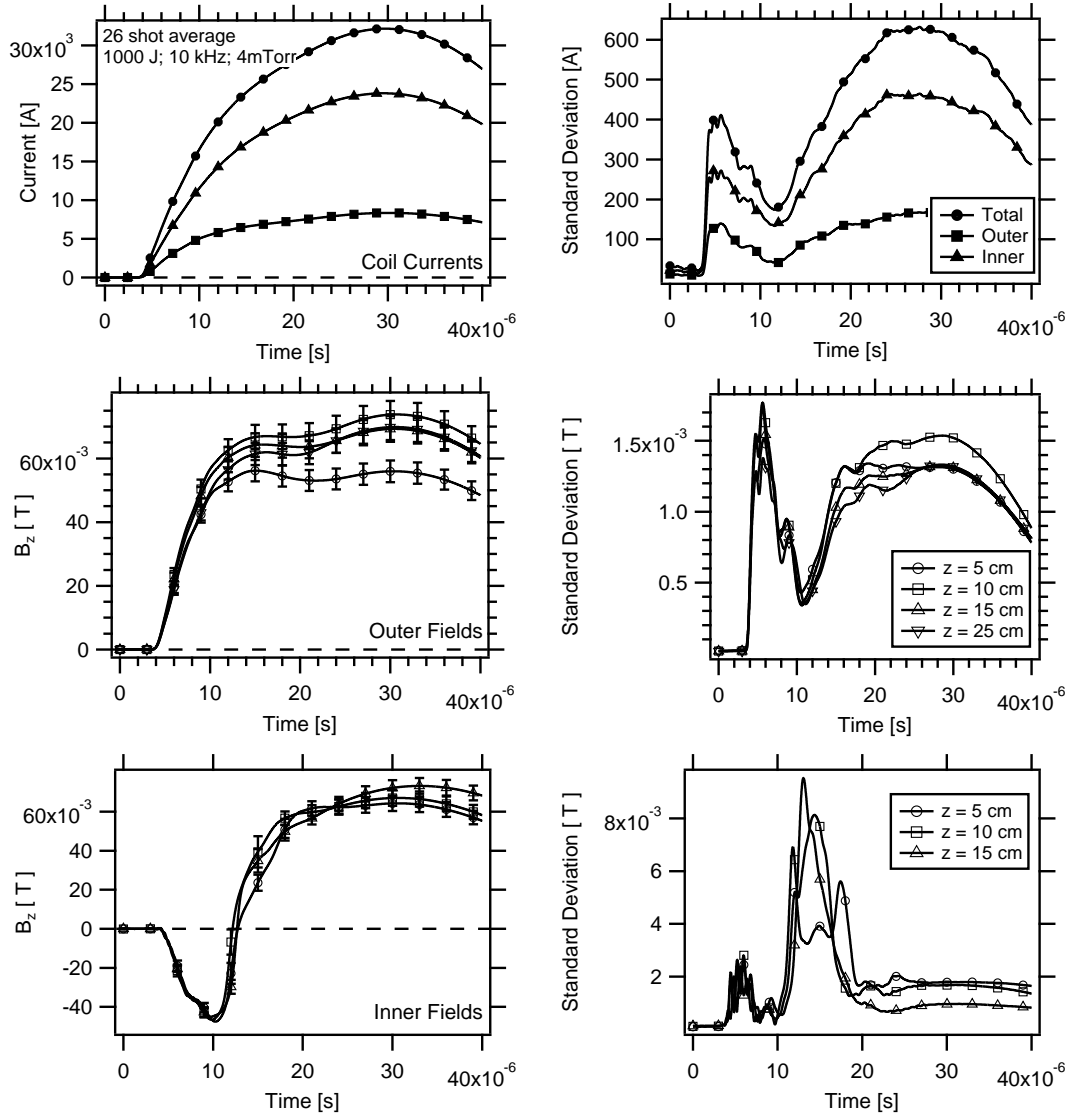 26 shot average
1000 J; 10 kHz; 4mTorr
30x10⁻³
25
20
15
10
5
0
Current [A]
Coil Currents
0
10
20
30
40x10⁻⁶
Time [s]
600
500
400
300
200
100
Standard Deviation [A]
Total
Outer
Inner
0
10
20
30
40x10⁻⁶
Time [s]
60x10⁻³
40
20
0
B_z [ T ]
Outer Fields
0
10
20
30
40x10⁻⁶
Time [s]
1.5x10⁻³
1.0
0.5
Standard Deviation [ T ]
z = 5 cm
z = 10 cm
z = 15 cm
z = 25 cm
0
10
20
30
40x10⁻⁶
Time [s]
60x10⁻³
40
20
0
-20
-40
B_z [ T ]
Inner Fields
0
10
20
30
40x10⁻⁶
Time [s]
8x10⁻³
6
4
2
Standard Deviation [ T ]
z = 5 cm
z = 10 cm
z = 15 cm
0
10
20
30
40x10⁻⁶
Time [s]